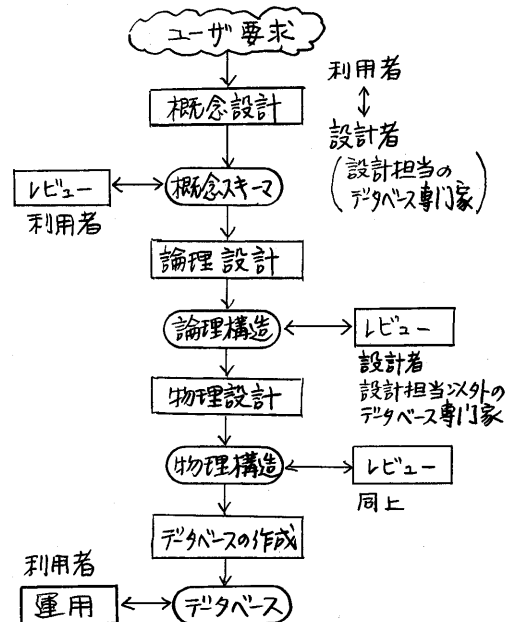 ユーザ要求
利用者
概念設計
設計者
(設計担当の
データベース専門家)
レビュー
概念スキーマ
利用者
論理設計
論理構造
レビュー
設計者
設計担当以外の
データベース専門家
物理設計
物理構造
レビュー
同上
データベースの作成
利用者
運用
データベース